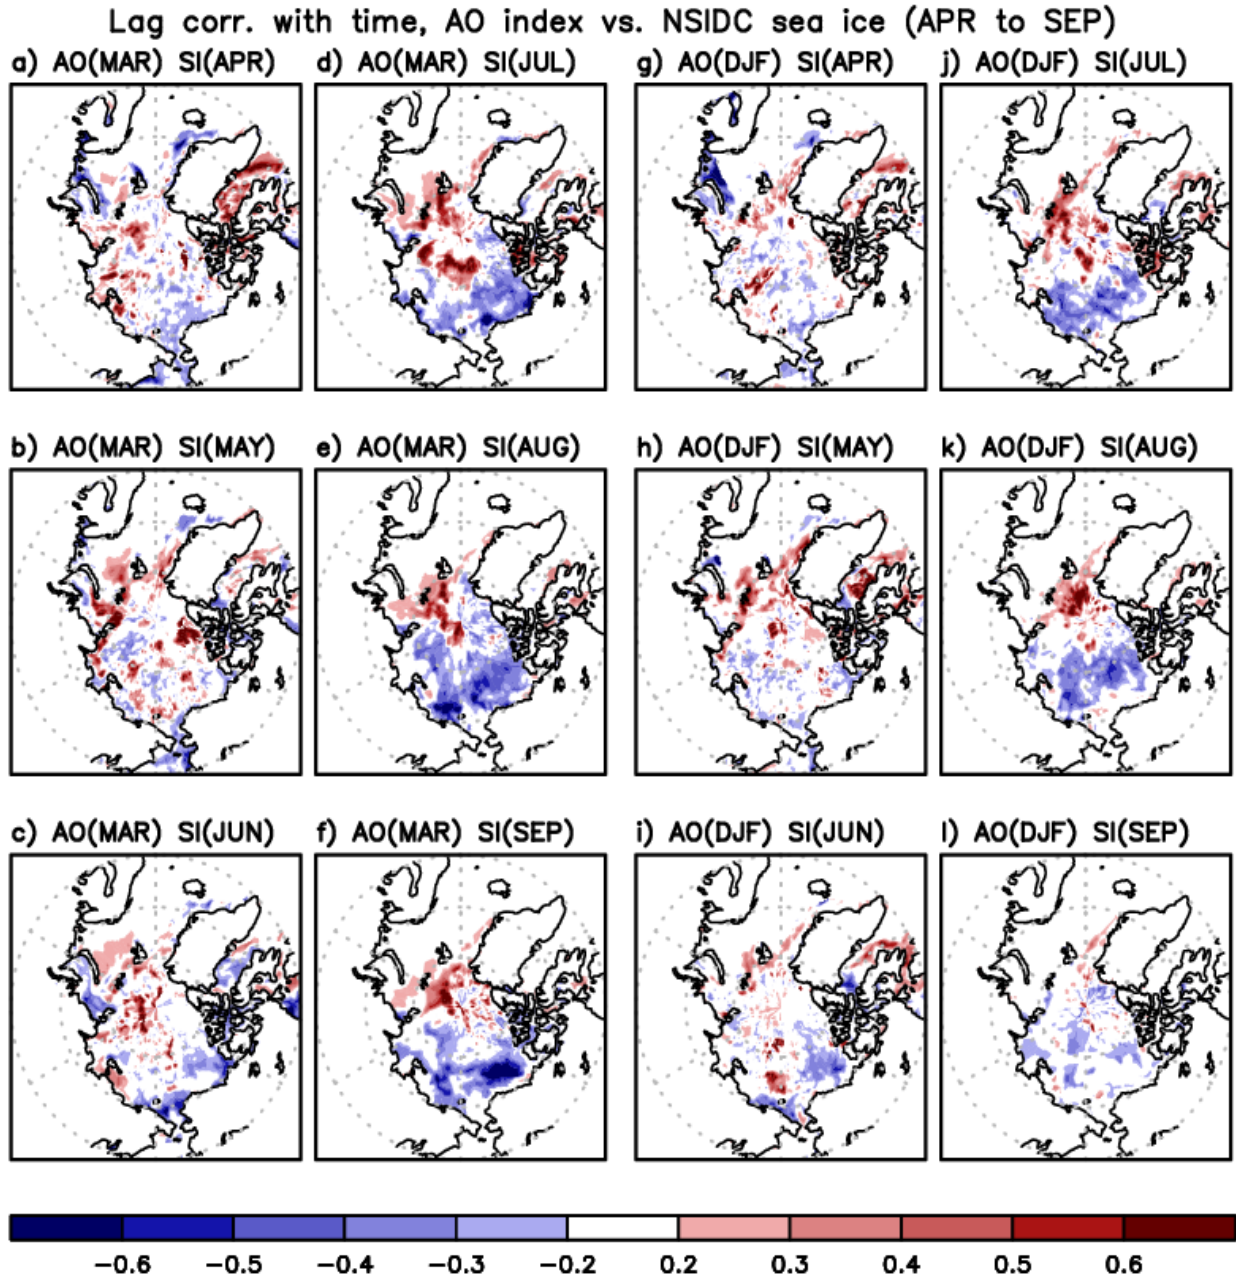 Lag corr. with time, AO index vs. NSIDC sea ice (APR to SEP)
a) AO(MAR) SI(APR)
d) AO(MAR) SI(JUL)
g) AO(DJF) SI(APR)
j) AO(DJF) SI(JUL)
b) AO(MAR) SI(MAY)
e) AO(MAR) SI(AUG)
h) AO(DJF) SI(MAY)
k) AO(DJF) SI(AUG)
c) AO(MAR) SI(JUN)
f) AO(MAR) SI(SEP)
i) AO(DJF) SI(JUN)
l) AO(DJF) SI(SEP)
-0.6 -0.5 -0.4 -0.3 -0.2 0.2 0.3 0.4 0.5 0.6